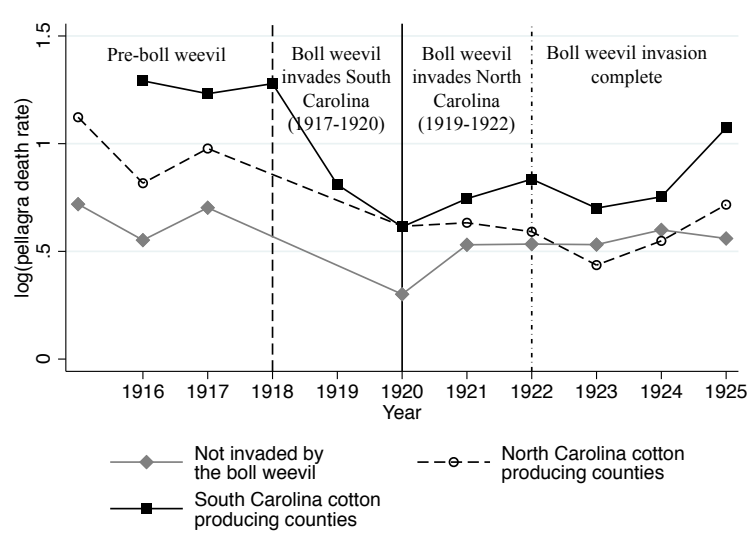 1.5
Pre-boll weevil
Boll weevil
invades South
Carolina
(1917-1920)
Boll weevil
invades North
Carolina
(1919-1922)
Boll weevil invasion
complete
log(pellagra death rate)
1
.5
0
1916 1917 1918 1919 1920 1921 1922 1923 1924 1925
Year
Not invaded by
the boll weevil
North Carolina cotton
producing counties
South Carolina cotton
producing counties